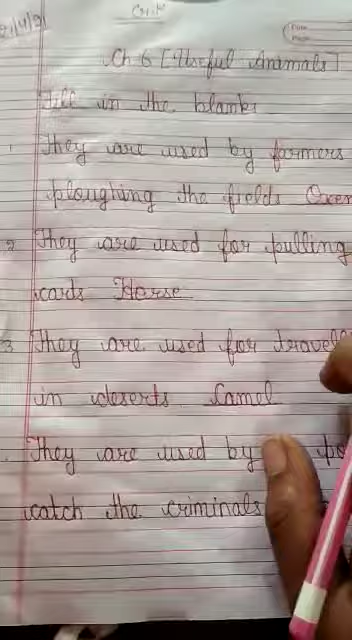 Ch 6 [Useful Animals]
Fill in the blanks
1 They are used by farmers
ploughing the fields Oxen
2 They are used for pulling
carts Horse
3 They are used for
in deserts Camel
They are used by
catch the criminals